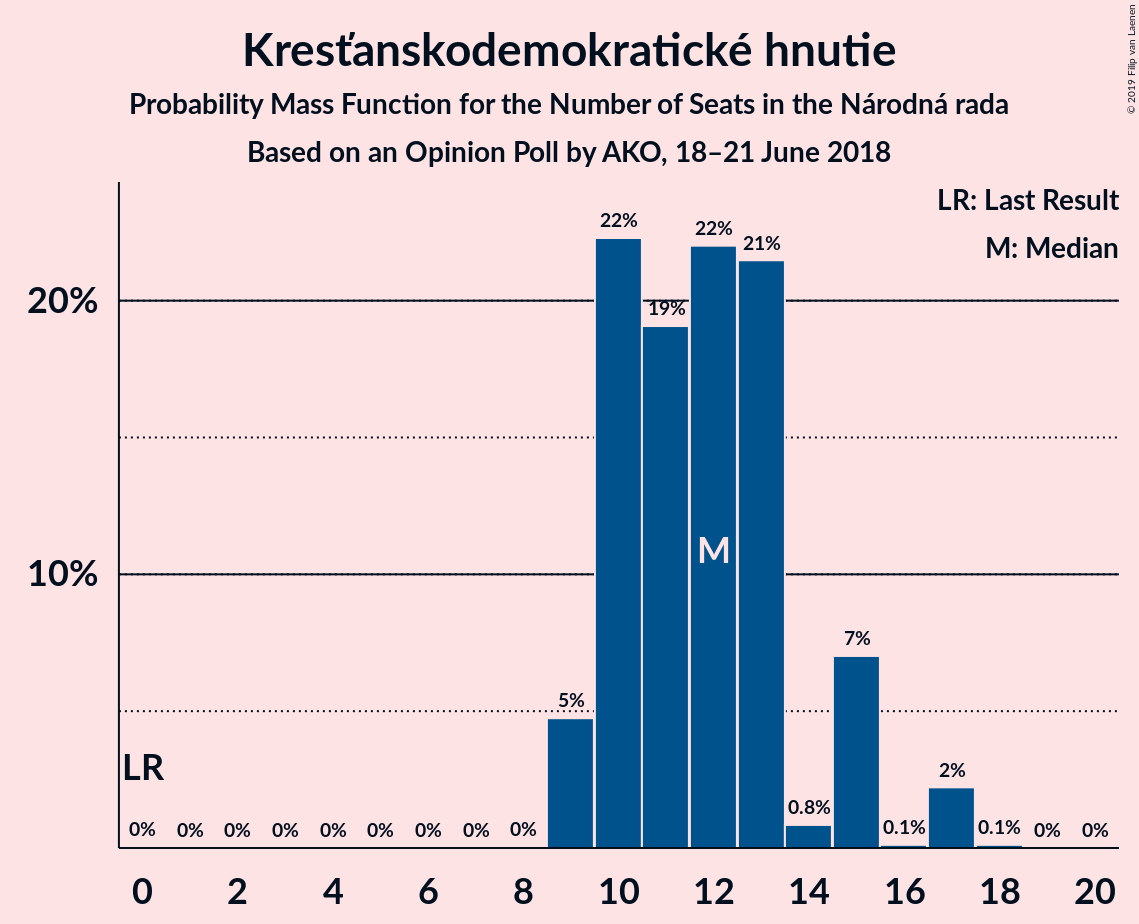 Kresťanskodemokratické hnutie
Probability Mass Function for the Number of Seats in the Národná rada
Based on an Opinion Poll by AKO, 18–21 June 2018
© 2019 Filip van Laenen
LR: Last Result
M: Median
20%
10%
0% 0% 0% 0% 0% 0% 0% 0% 0% 5% 22% 19% 22% 21% 0.8% 7% 0.1% 2% 0.1% 0% 0%
M
LR
0 2 4 6 8 10 12 14 16 18 20